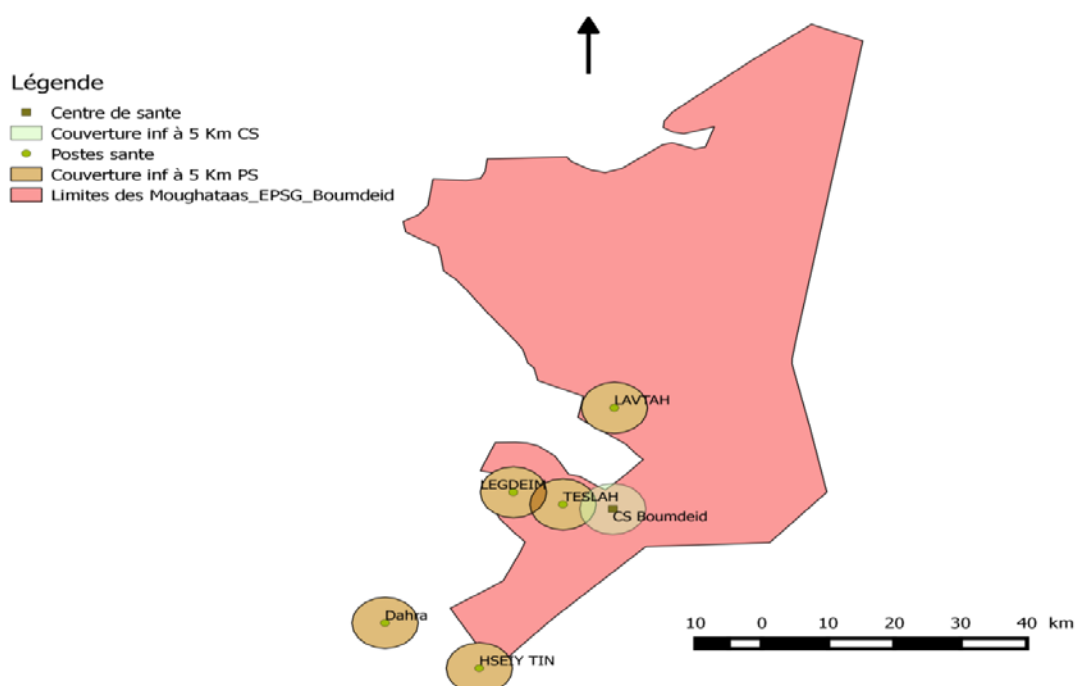 Légende
Centre de sante
Couverture inf à 5 Km CS
Postes sante
Couverture inf à 5 Km PS
Limites des Moughataas_EPSG_Boumdeid
LAVTAH
LEGDEIM
TESLAH
CS Boumdeid
Dahra
HSEIY TIN
10 0 10 20 30 40 km